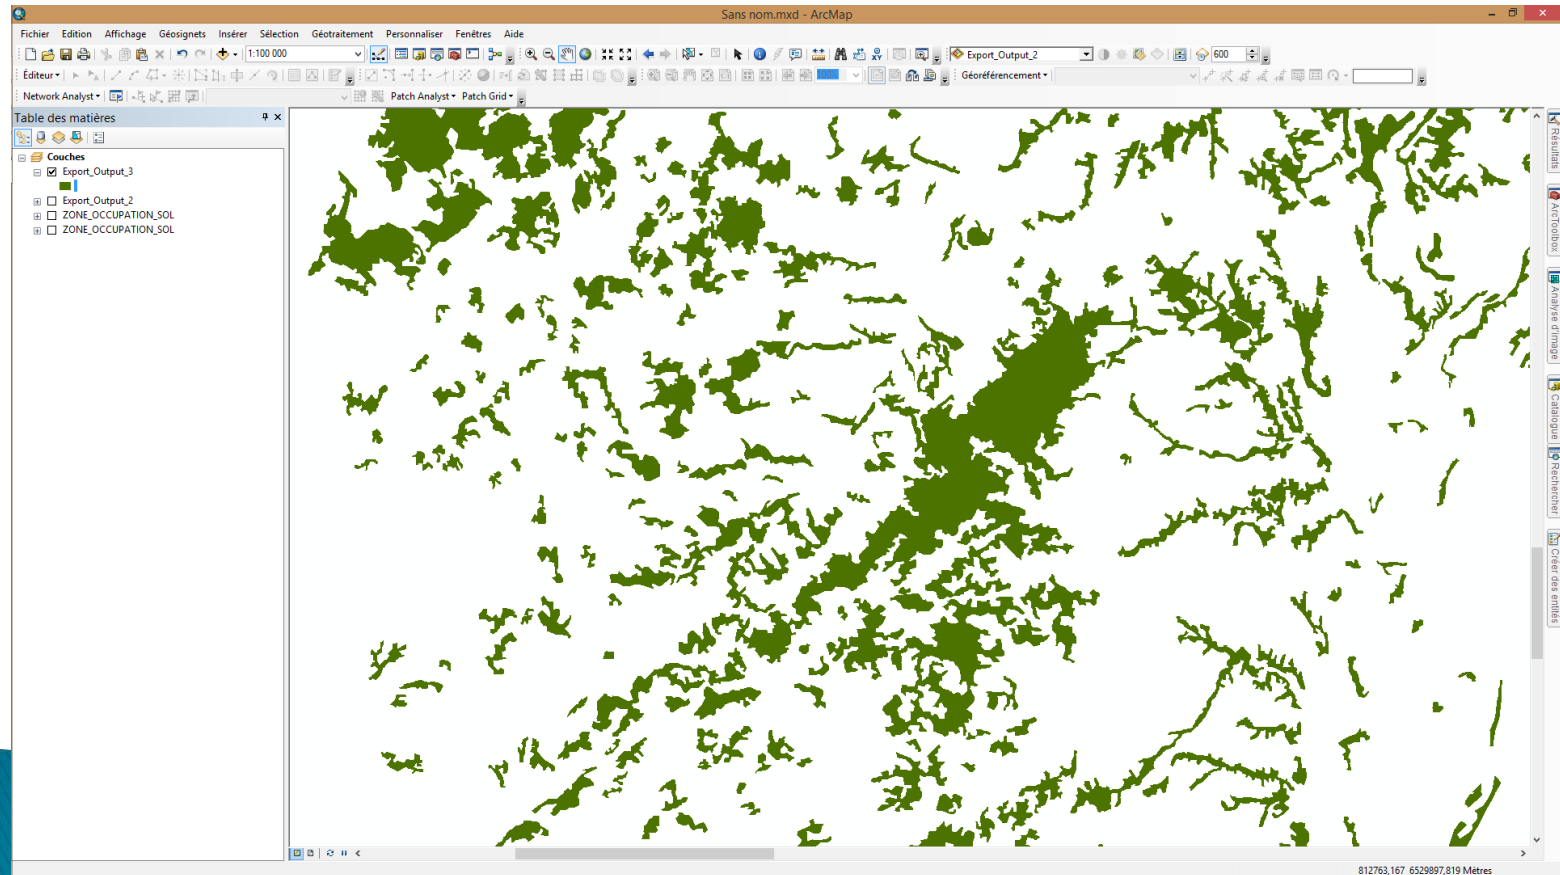 Sans nom.mxd - ArcMap
Fichier Edition Affichage Géosignets Insérer Sélection Géotraitement Personnaliser Fenêtres Aide
1:100 000 Export_Output_2 600
Éditeur 100% Géoréférencement
Network Analyst Patch Analyst Patch Grid
Table des matières
Couches
Export_Output_3
Export_Output_2
ZONE_OCCUPATION_SOL
ZONE_OCCUPATION_SOL
Résultats
ArcToolbox
Analyse d'image
Catalogue
Rechercher
Créer des entités
812763,167 6529897,819 Mètres